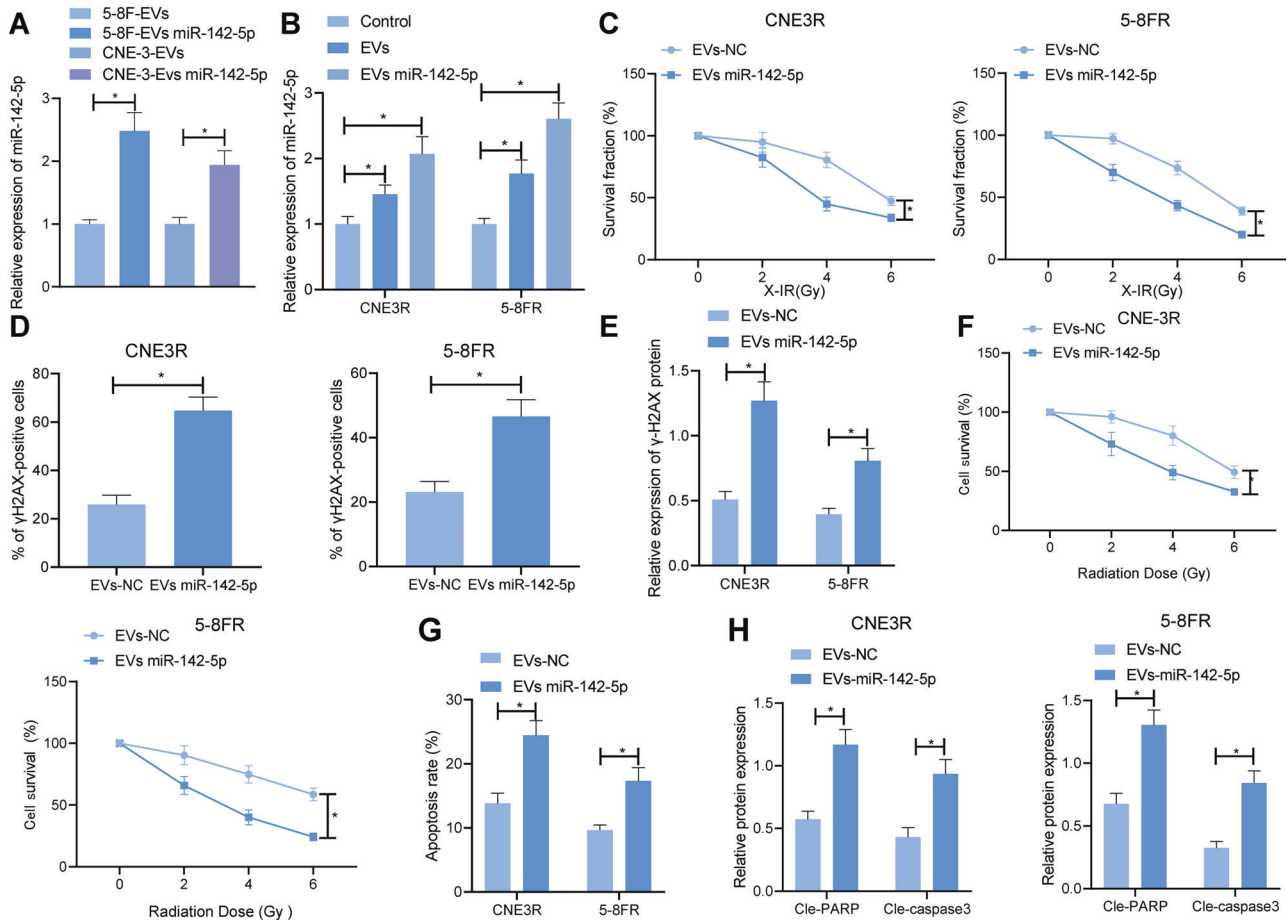 A
5-8F-EVs
5-8F-EVs miR-142-5p
CNE-3-EVs
CNE-3-Evs miR-142-5p
Relative expression of miR-142-5p
3
2
1
0
*
*
B
Control
EVs
EVs miR-142-5p
Relative expression of miR-142-5p
3
2
1
0
*
*
*
*
CNE3R
5-8FR
C
CNE3R
EVs-NC
EVs miR-142-5p
Survival fraction (%)
150
100
50
0
*
0 2 4 6
X-IR(Gy)
5-8FR
EVs-NC
EVs miR-142-5p
Survival fraction (%)
150
100
50
0
*
0 2 4 6
X-IR(Gy)
D
CNE3R
% of γH2AX-positive cells
80
60
40
20
0
*
EVs-NC EVs miR-142-5p
5-8FR
% of γH2AX-positive cells
60
40
20
0
*
EVs-NC EVs miR-142-5p
E
EVs-NC
EVs miR-142-5p
Relative exprssion of γ-H2AX protein
1.5
1.0
0.5
0.0
*
*
CNE3R
5-8FR
F
CNE-3R
EVs-NC
EVs miR-142-5p
Cell survival (%)
150
100
50
0
*
0 2 4 6
Radiation Dose (Gy)
5-8FR
EVs-NC
EVs miR-142-5p
Cell survival (%)
150
100
50
0
*
0 2 4 6
Radiation Dose (Gy )
G
EVs-NC
EVs miR-142-5p
Apoptosis rate (%)
30
20
10
0
*
*
CNE3R
5-8FR
H
CNE3R
EVs-NC
EVs-miR-142-5p
Relative protein expression
1.5
1.0
0.5
0.0
*
*
Cle-PARP
Cle-caspase3
5-8FR
EVs-NC
EVs-miR-142-5p
Relative protein expression
1.5
1.0
0.5
0.0
*
*
Cle-PARP
Cle-caspase3